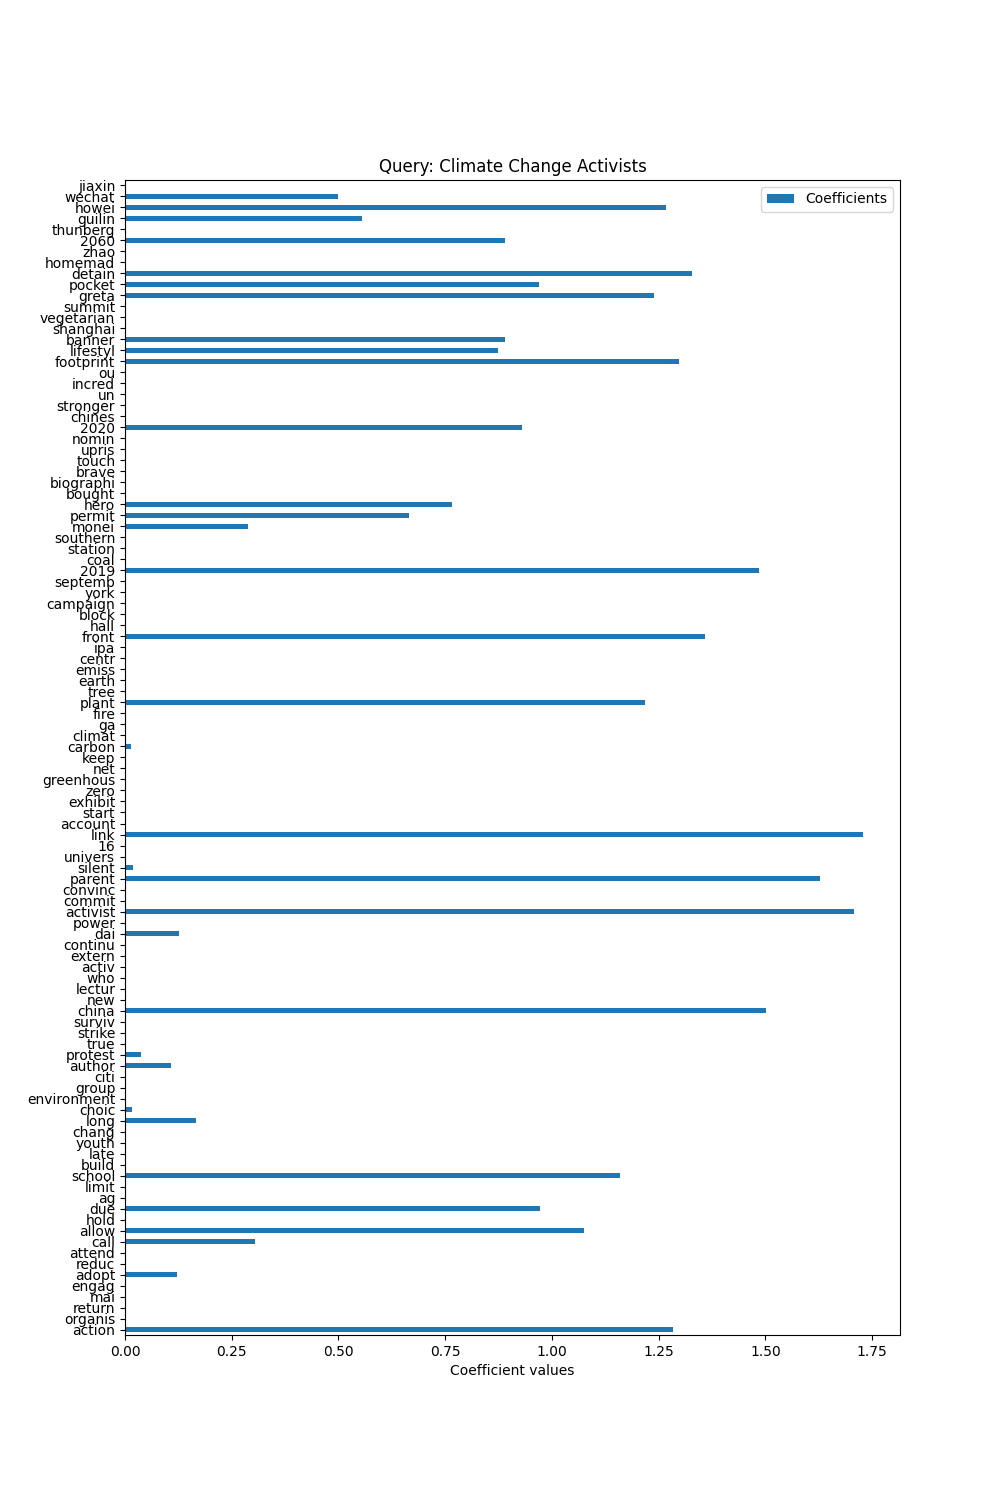 Query: Climate Change Activists
Coefficients
jiaxin
wechat
howei
guilin
thunberg
2060
zhao
homemad
detain
pocket
greta
summit
vegetarian
shanghai
banner
lifestyl
footprint
ou
incred
un
stronger
chines
2020
nomin
upris
touch
brave
biographi
bought
hero
permit
monei
southern
station
coal
2019
septemp
york
campaign
block
hall
front
ipa
centr
emiss
earth
tree
plant
fire
ga
climat
carbon
keep
net
greenhous
zero
exhibit
start
account
link
16
univers
silent
parent
convinc
commit
activist
power
dai
continu
extern
activ
who
lectur
new
china
surviv
strike
true
protest
author
citi
group
environment
choic
long
chang
youth
late
build
school
limit
ag
due
hold
allow
call
attend
reduc
adopt
engag
mai
return
organis
action
0.00 0.25 0.50 0.75 1.00 1.25 1.50 1.75
Coefficient values